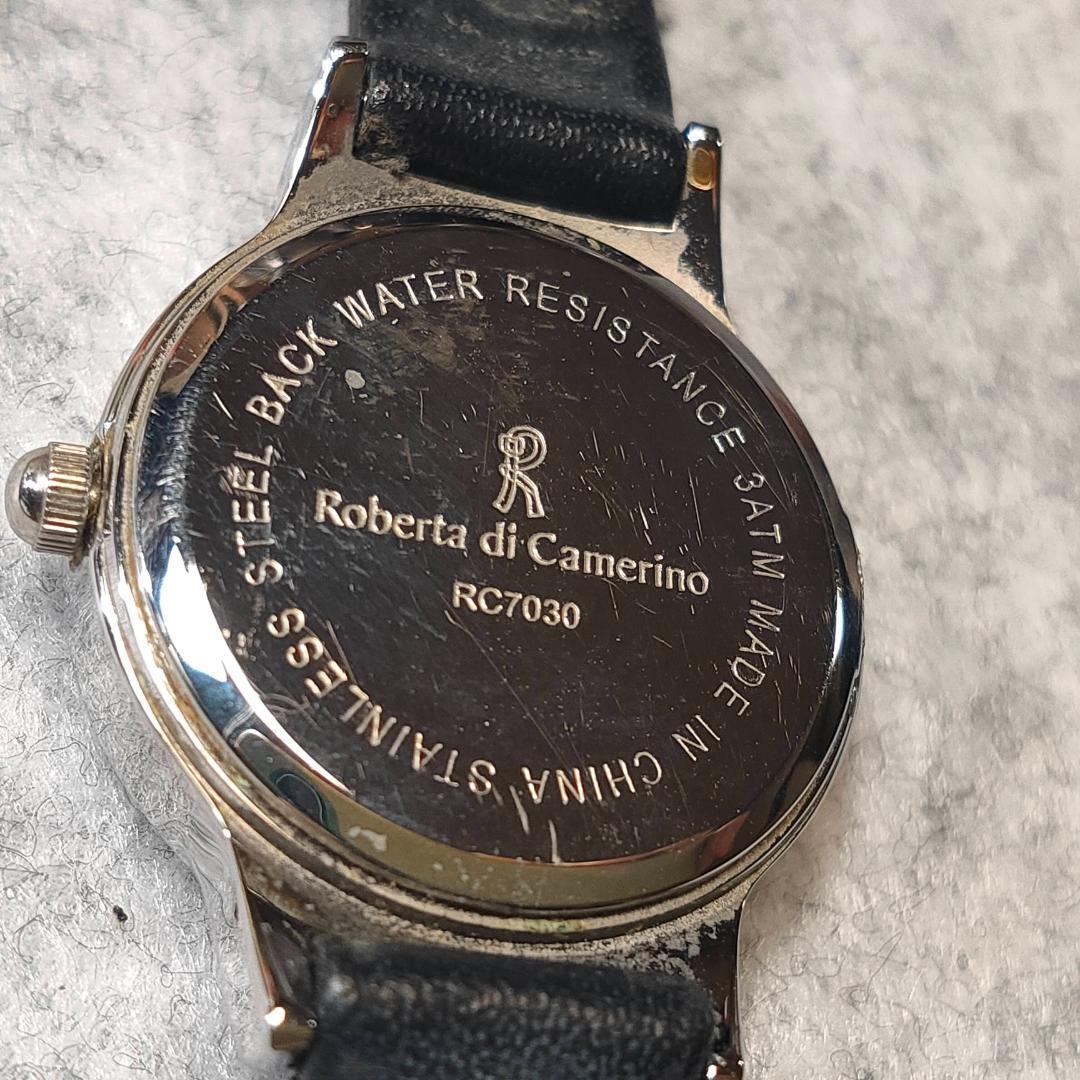 R
Roberta di Camerino
RC7030
STAINLESS STEEL BACK WATER RESISTANCE 3ATM MADE IN CHINA